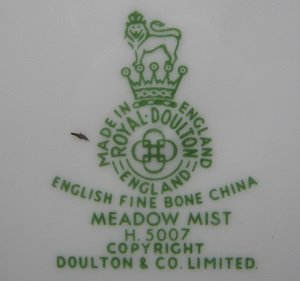 MADE IN ENGLAND
ROYAL·DOULTON
ENGLAND
ENGLISH FINE BONE CHINA
MEADOW MIST
H. 5007
COPYRIGHT
DOULTON & CO. LIMITED.